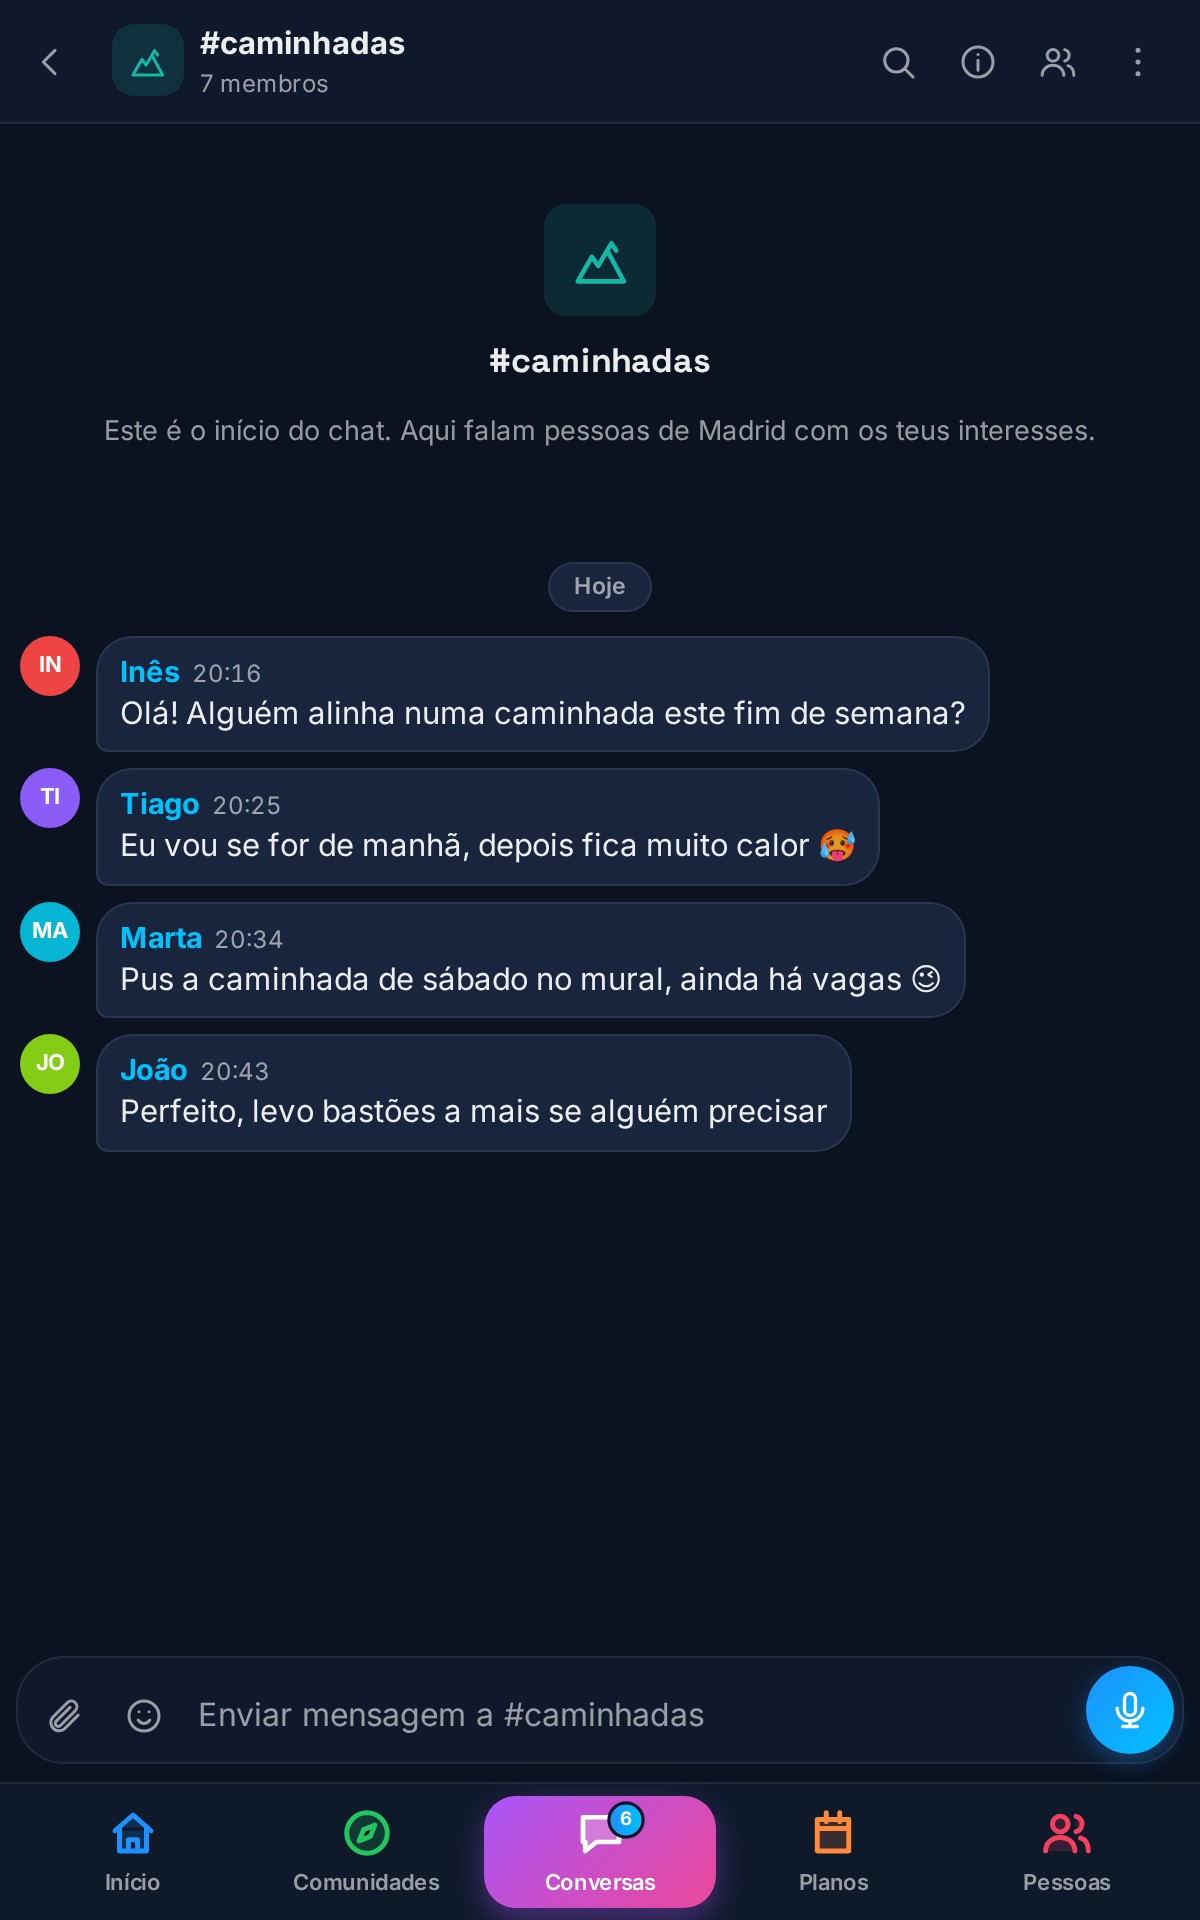 #caminhadas
7 membros
#caminhadas
Este é o início do chat. Aqui falam pessoas de Madrid com os teus interesses.
Hoje
IN
Inês 20:16
Olá! Alguém alinha numa caminhada este fim de semana?
TI
Tiago 20:25
Eu vou se for de manhã, depois fica muito calor 🥵
MA
Marta 20:34
Pus a caminhada de sábado no mural, ainda há vagas 😉
JO
João 20:43
Perfeito, levo bastões a mais se alguém precisar
Enviar mensagem a #caminhadas
6
Início
Comunidades
Conversas
Planos
Pessoas